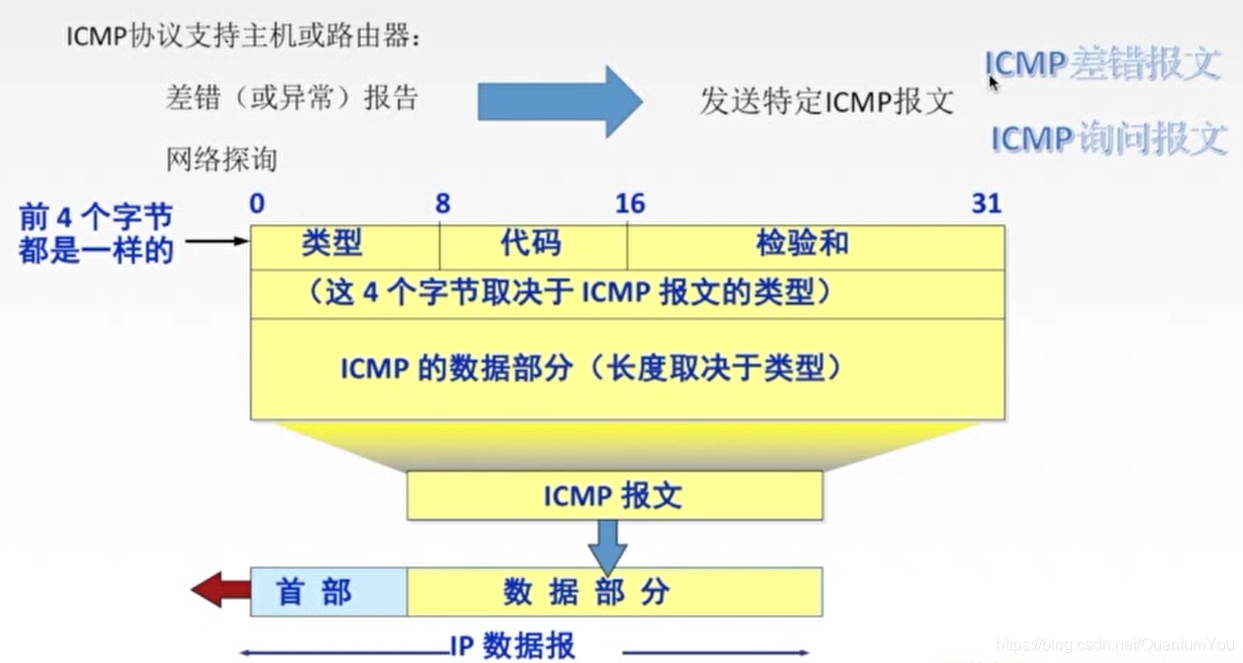 ICMP协议支持主机或路由器：
差错（或异常）报告
网络探询
发送特定ICMP报文
ICMP差错报文
ICMP询问报文
前 4 个字节
都是一样的
0 8 16 31
类型 代码 检验和
（这 4 个字节取决于 ICMP 报文的类型）
ICMP 的数据部分（长度取决于类型）
ICMP 报文
首 部 数 据 部 分
IP 数据报
https://blog.csdn.net/QuantumYou